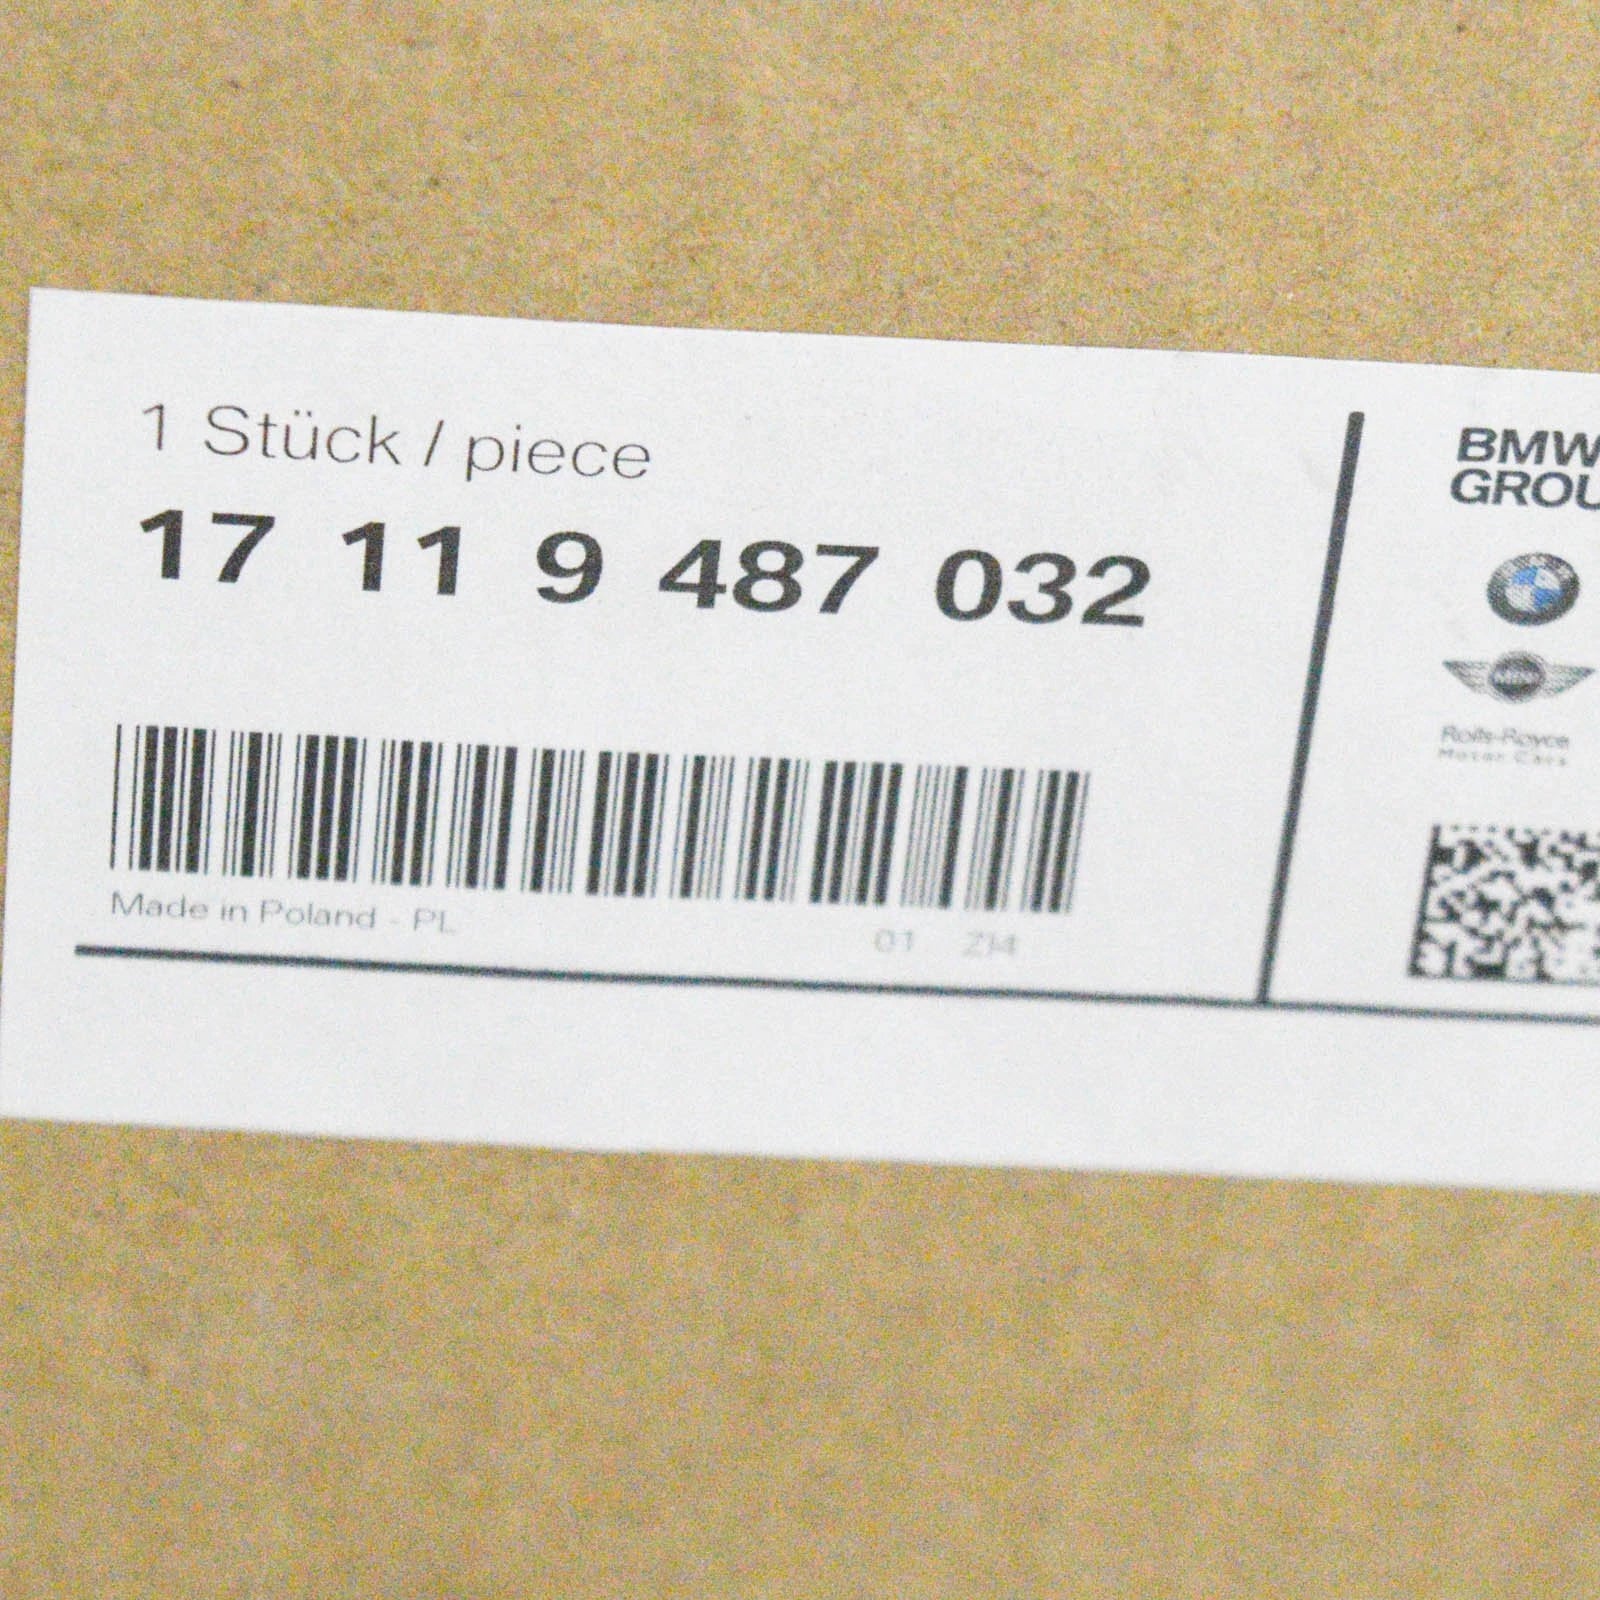 1 Stück / piece
17 11 9 487 032
Made in Poland - PL
01 ZI4
BMW
GROU
Rolls-Royce
Motor Cars